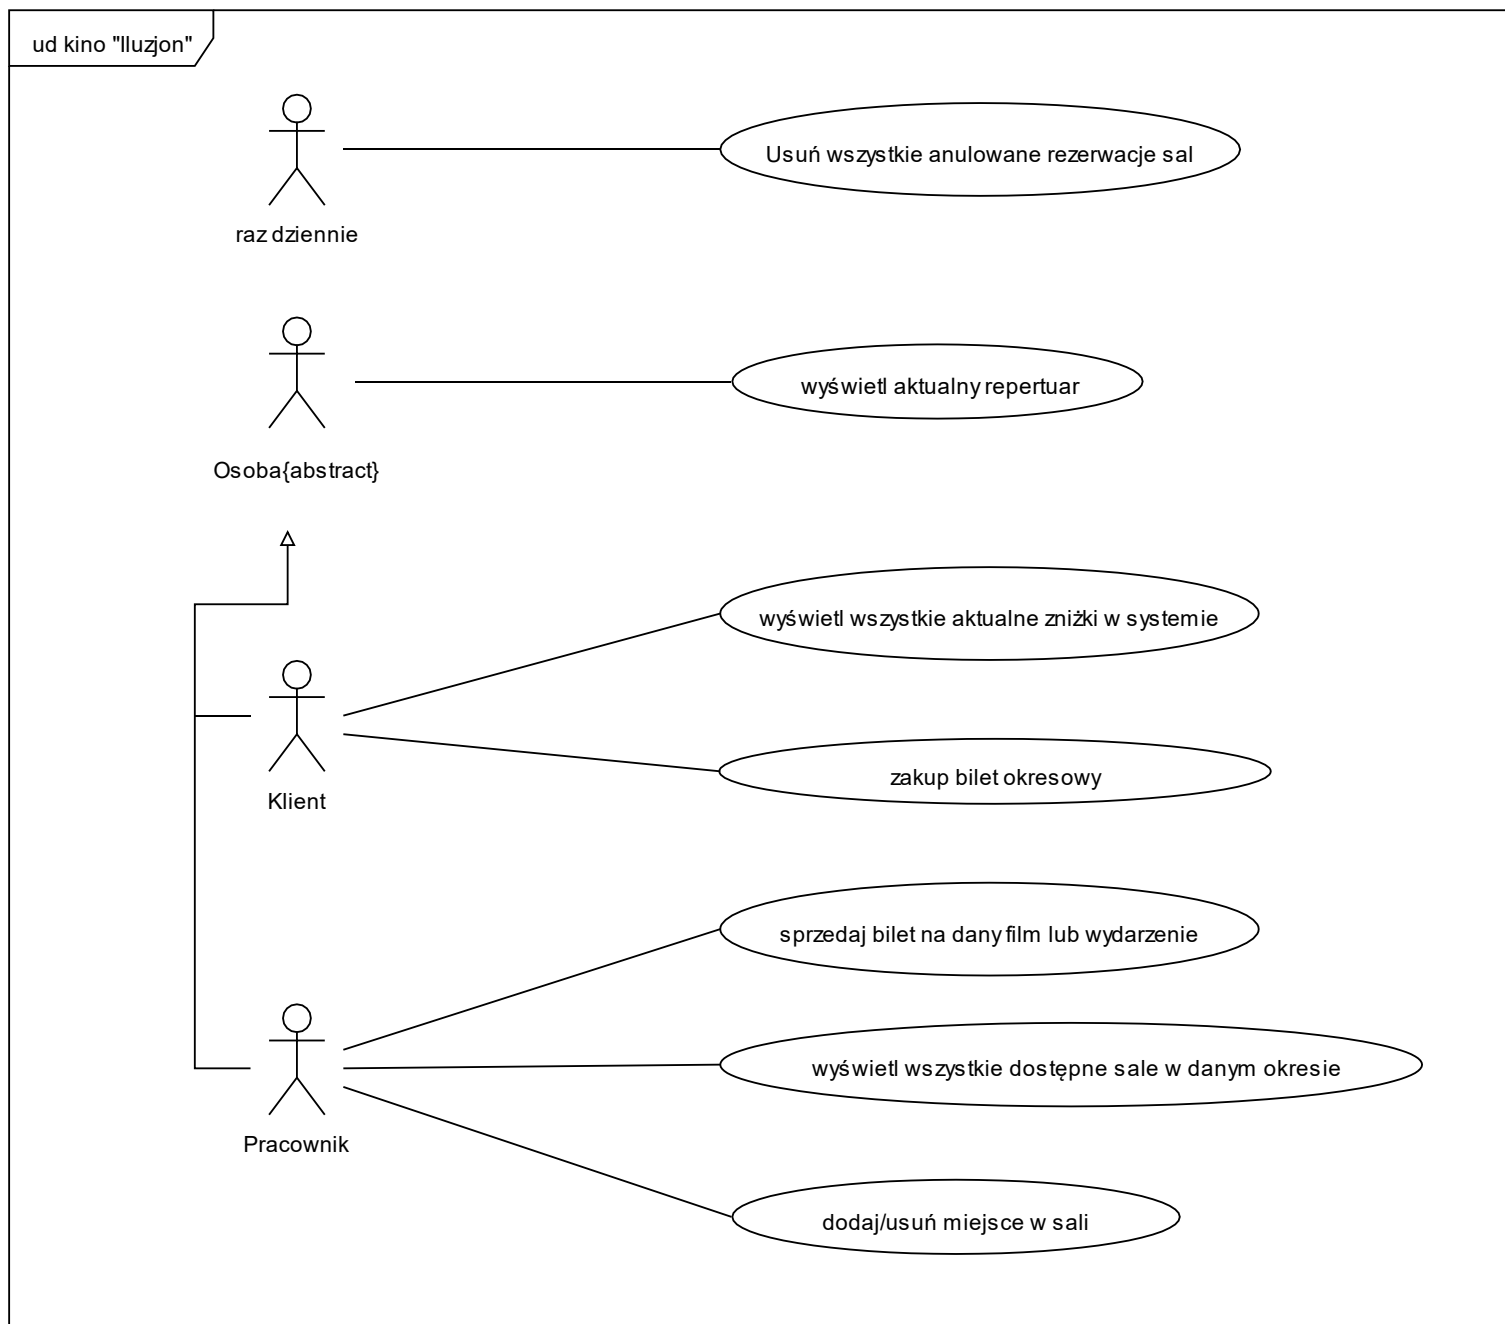 ud kino "Iluzjon"
Usuń wszystkie anulowane rezerwacje sal
raz dziennie
wyświetl aktualny repertuar
Osoba{abstract}
wyświetl wszystkie aktualne zniżki w systemie
zakup bilet okresowy
Klient
sprzedaj bilet na dany film lub wydarzenie
wyświetl wszystkie dostępne sale w danym okresie
Pracownik
dodaj/usuń miejsce w sali